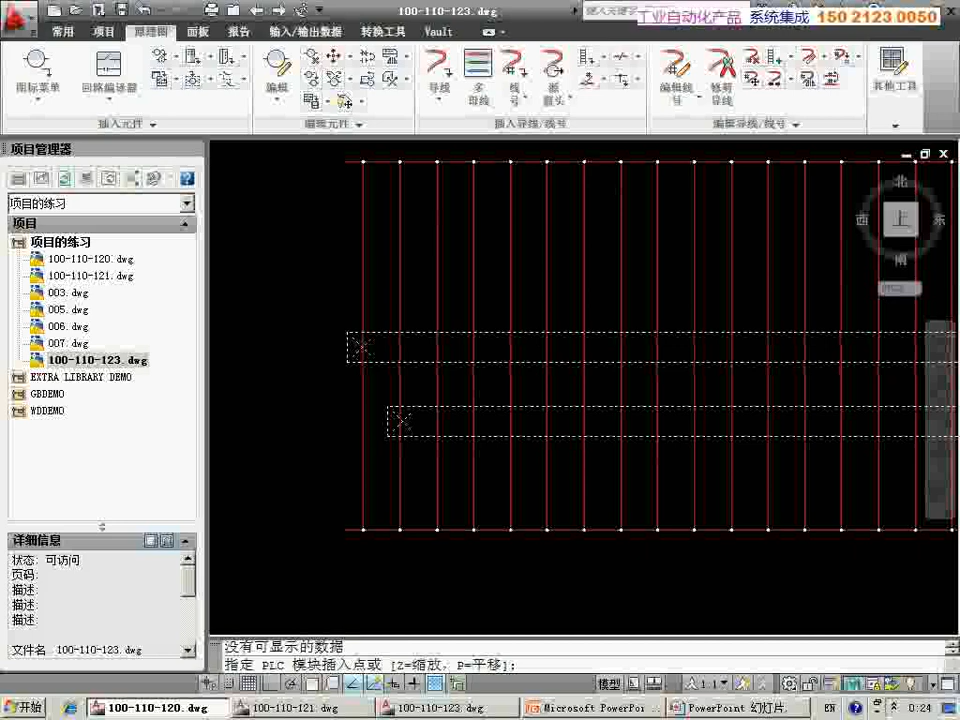 100-110-123.dwg
工业自动化产品 系统集成 150 2123 0050
常用 项目 原理图 面板 报告 输入/输出数据 转换工具 Vault
图标菜单 回路编译器 编辑 导线 多母线 线号 编辑线号 修剪导线 其他工具
插入元件 编辑元件 插入导线/线号 编辑导线/线号
项目管理器
项目的练习
项目
项目的练习
100-110-120.dwg
100-110-121.dwg
003.dwg
005.dwg
006.dwg
007.dwg
100-110-123.dwg
EXTRA LIBRARY DEMO
GBDEMO
WDDEMO
北
西 上 东
南
详细信息
状态: 可访问
页码:
描述:
描述:
描述:
文件名 100-110-123.dwg
没有可显示的数据
指定 PLC 模块插入点或 [Z=缩放, P=平移]:
模型 1:1
开始 100-110-120.dwg 100-110-121.dwg 100-110-123.dwg Microsoft PowerPoi ... PowerPoint 幻灯片 ... EN 0:24